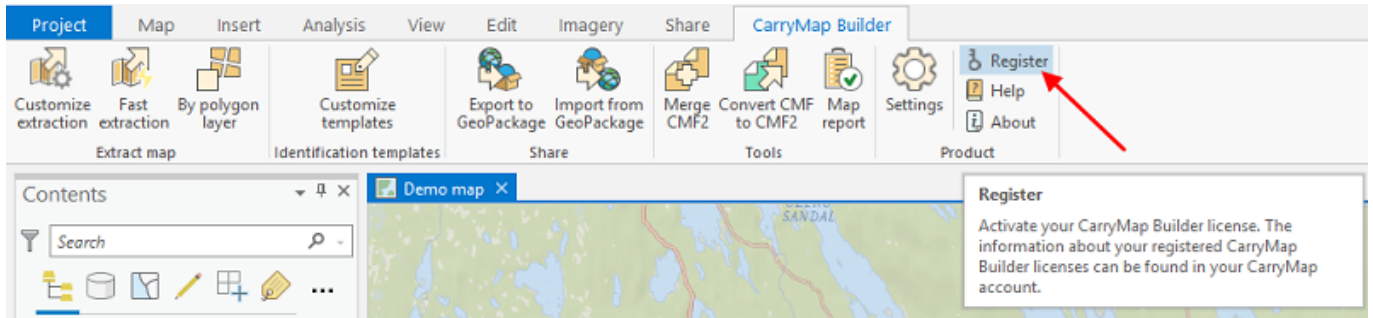 Project Map Insert Analysis View Edit Imagery Share CarryMap Builder
Customize extraction
Fast extraction
By polygon layer
Extract map
Customize templates
Identification templates
Export to GeoPackage
Import from GeoPackage
Share
Merge CMF2
Convert CMF to CMF2
Map report
Tools
Settings
Register
Help
About
Product
Contents
Search
Demo map
SANDAL
Register
Activate your CarryMap Builder license. The
information about your registered CarryMap
Builder licenses can be found in your CarryMap
account.